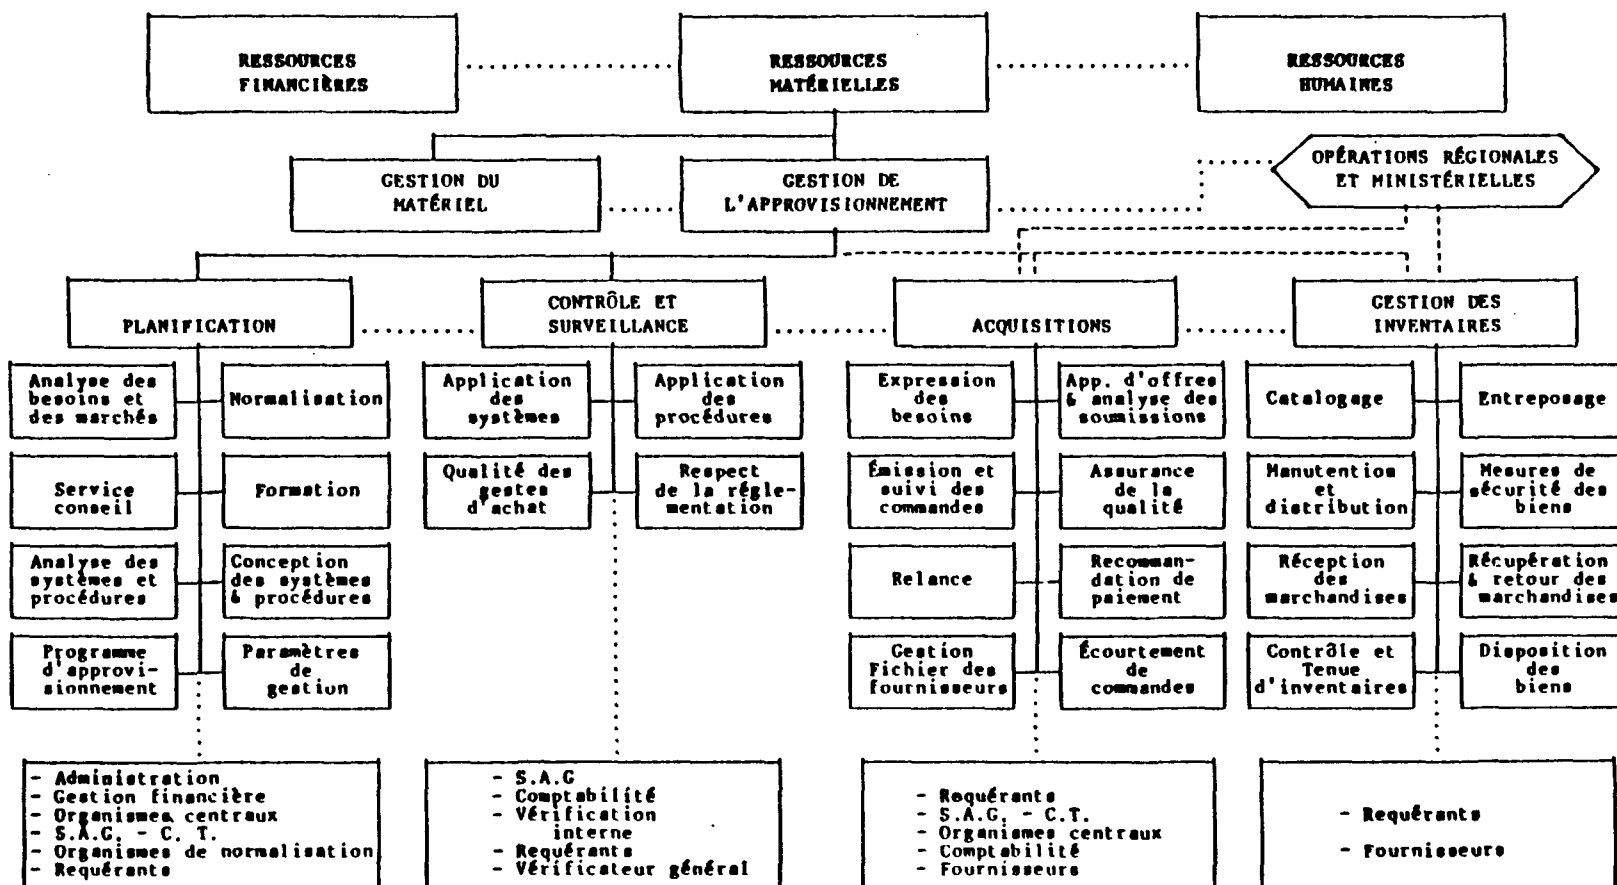 RESSOURCES
FINANCIÈRES
RESSOURCES
MATÉRIELLES
RESSOURCES
HUMAINES
GESTION DU
MATÉRIEL
GESTION DE
L'APPROVISIONNEMENT
OPÉRATIONS RÉGIONALES
ET MINISTÉRIELLES
PLANIFICATION
CONTRÔLE ET
SURVEILLANCE
ACQUISITIONS
GESTION DES
INVENTAIRES
Analyse des
besoins et
des marchés
Normalisation
Service
conseil
Formation
Analyse des
systèmes et
procédures
Conception
des systèmes
& procédures
Programme
d'approvi-
sionnement
Paramètres
de
gestion
Application
des
systèmes
Application
des
procédures
Qualité des
gestes
d'achat
Respect
de la régle-
mentation
Expression
des
besoins
App. d'offres
& analyse des
soumissions
Émission et
suivi des
commandes
Assurance
de la
qualité
Relance
Recomman-
dation de
paiement
Gestion
Fichier des
fournisseurs
Écourtement
de
commandes
Catalogage
Entreposage
Manutention
et
distribution
Mesures de
sécurité des
biens
Réception
des
marchandises
Récupération
& retour des
marchandises
Contrôle et
Tenue
d'inventaires
Disposition
des
biens
- Administration
- Gestion financière
- Organismes centraux
- S.A.G. - C. T.
- Organismes de normalisation
- Requérants
- S.A.G
- Comptabilité
- Vérification
interne
- Requérants
- Vérificateur général
- Requérants
- S.A.G. - C.T.
- Organismes centraux
- Comptabilité
- Fournisseurs
- Requérants
- Fournisseurs